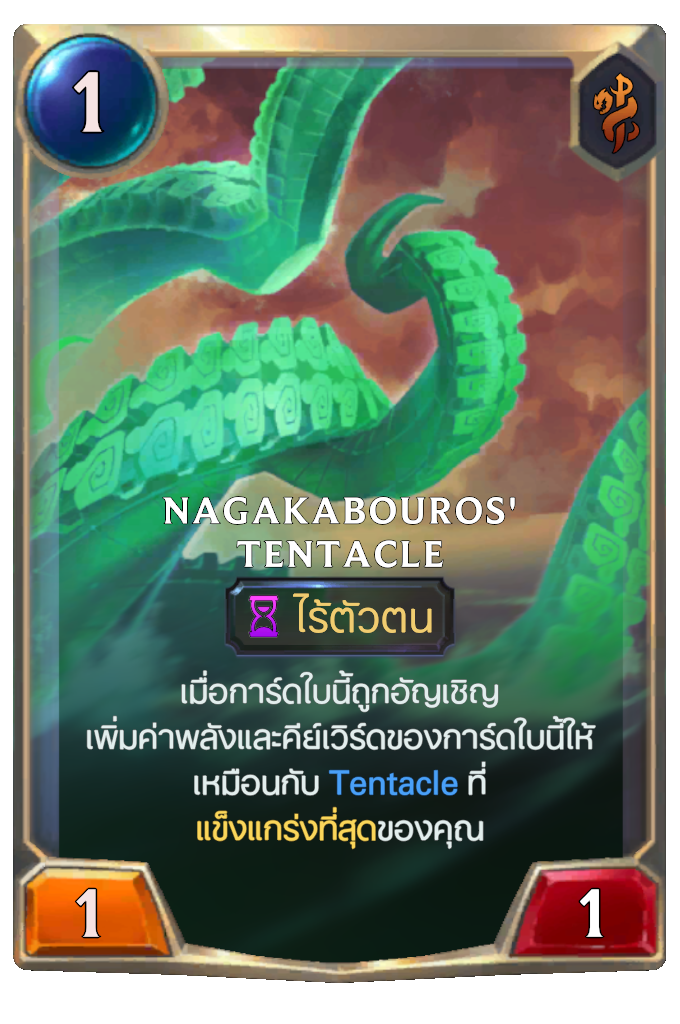 1
NAGAKABOUROS'
TENTACLE
ไร้ตัวตน
เมื่อการ์ดใบนี้ถูกอัญเชิญ
เพิ่มค่าพลังและคีย์เวิร์ดของการ์ดใบนี้ให้
เหมือนกับ Tentacle ที่
แข็งแกร่งที่สุดของคุณ
1
1